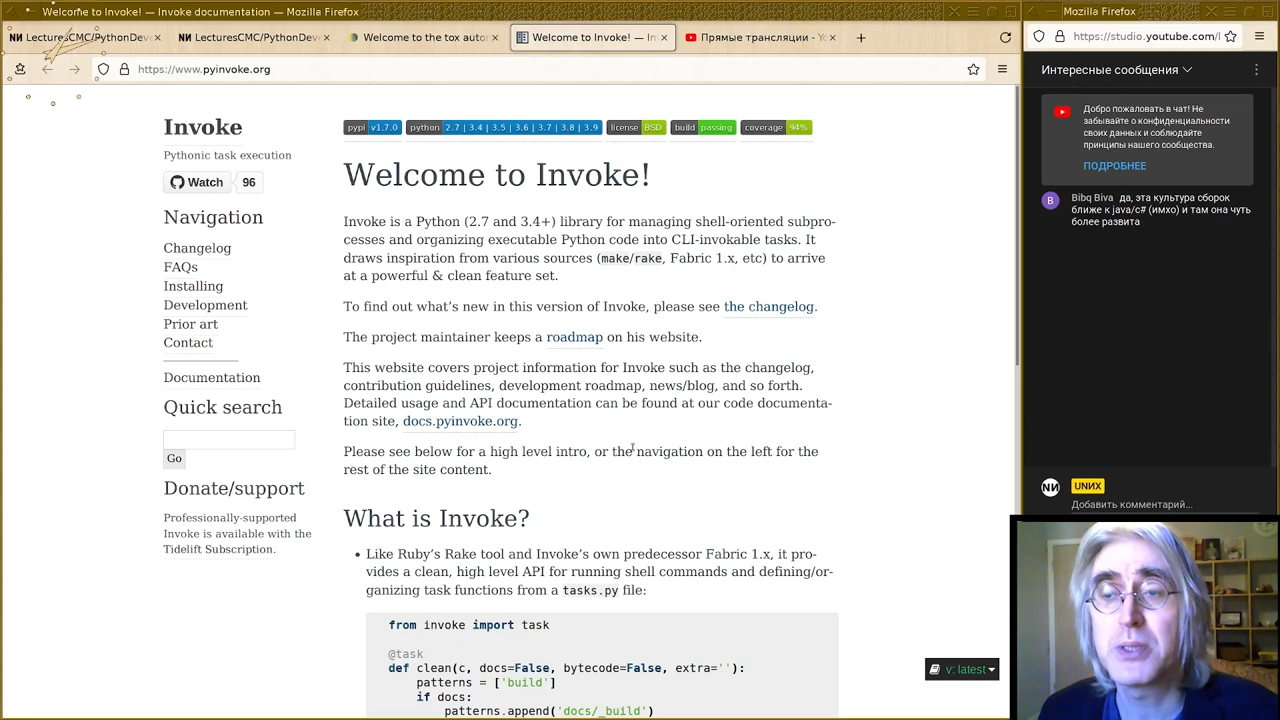 Welcome to Invoke! — Invoke documentation — Mozilla Firefox
Mozilla Firefox
LecturesCMC/PythonDeve
LecturesCMC/PythonDeve
Welcome to the tox autor
Welcome to Invoke! — In
Прямые трансляции - Yo
https://www.pyinvoke.org
https://studio.youtube.com/l
Invoke
Pythonic task execution
Watch 96
Navigation
Changelog
FAQs
Installing
Development
Prior art
Contact
Documentation
Quick search
Go
Donate/support
Professionally-supported
Invoke is available with the
Tidelift Subscription.
pypi v1.7.0 python 2.7 | 3.4 | 3.5 | 3.6 | 3.7 | 3.8 | 3.9 license BSD build passing coverage 94%
Welcome to Invoke!
Invoke is a Python (2.7 and 3.4+) library for managing shell-oriented subpro-
cesses and organizing executable Python code into CLI-invokable tasks. It
draws inspiration from various sources (make/rake, Fabric 1.x, etc) to arrive
at a powerful & clean feature set.
To find out what’s new in this version of Invoke, please see the changelog.
The project maintainer keeps a roadmap on his website.
This website covers project information for Invoke such as the changelog,
contribution guidelines, development roadmap, news/blog, and so forth.
Detailed usage and API documentation can be found at our code documenta-
tion site, docs.pyinvoke.org.
Please see below for a high level intro, or the navigation on the left for the
rest of the site content.
What is Invoke?
• Like Ruby’s Rake tool and Invoke’s own predecessor Fabric 1.x, it pro-
vides a clean, high level API for running shell commands and defining/or-
ganizing task functions from a tasks.py file:
from invoke import task
@task
def clean(c, docs=False, bytecode=False, extra=''):
patterns = ['build']
if docs:
patterns.append('docs/_build')
v: latest
Интересные сообщения
Добро пожаловать в чат! Не
забывайте о конфиденциальности
своих данных и соблюдайте
принципы нашего сообщества.
ПОДРОБНЕЕ
B
Bibq Biva да, эта культура сборок
ближе к java/c# (имхо) и там она чуть
более развита
UNИX
Добавить комментарий...